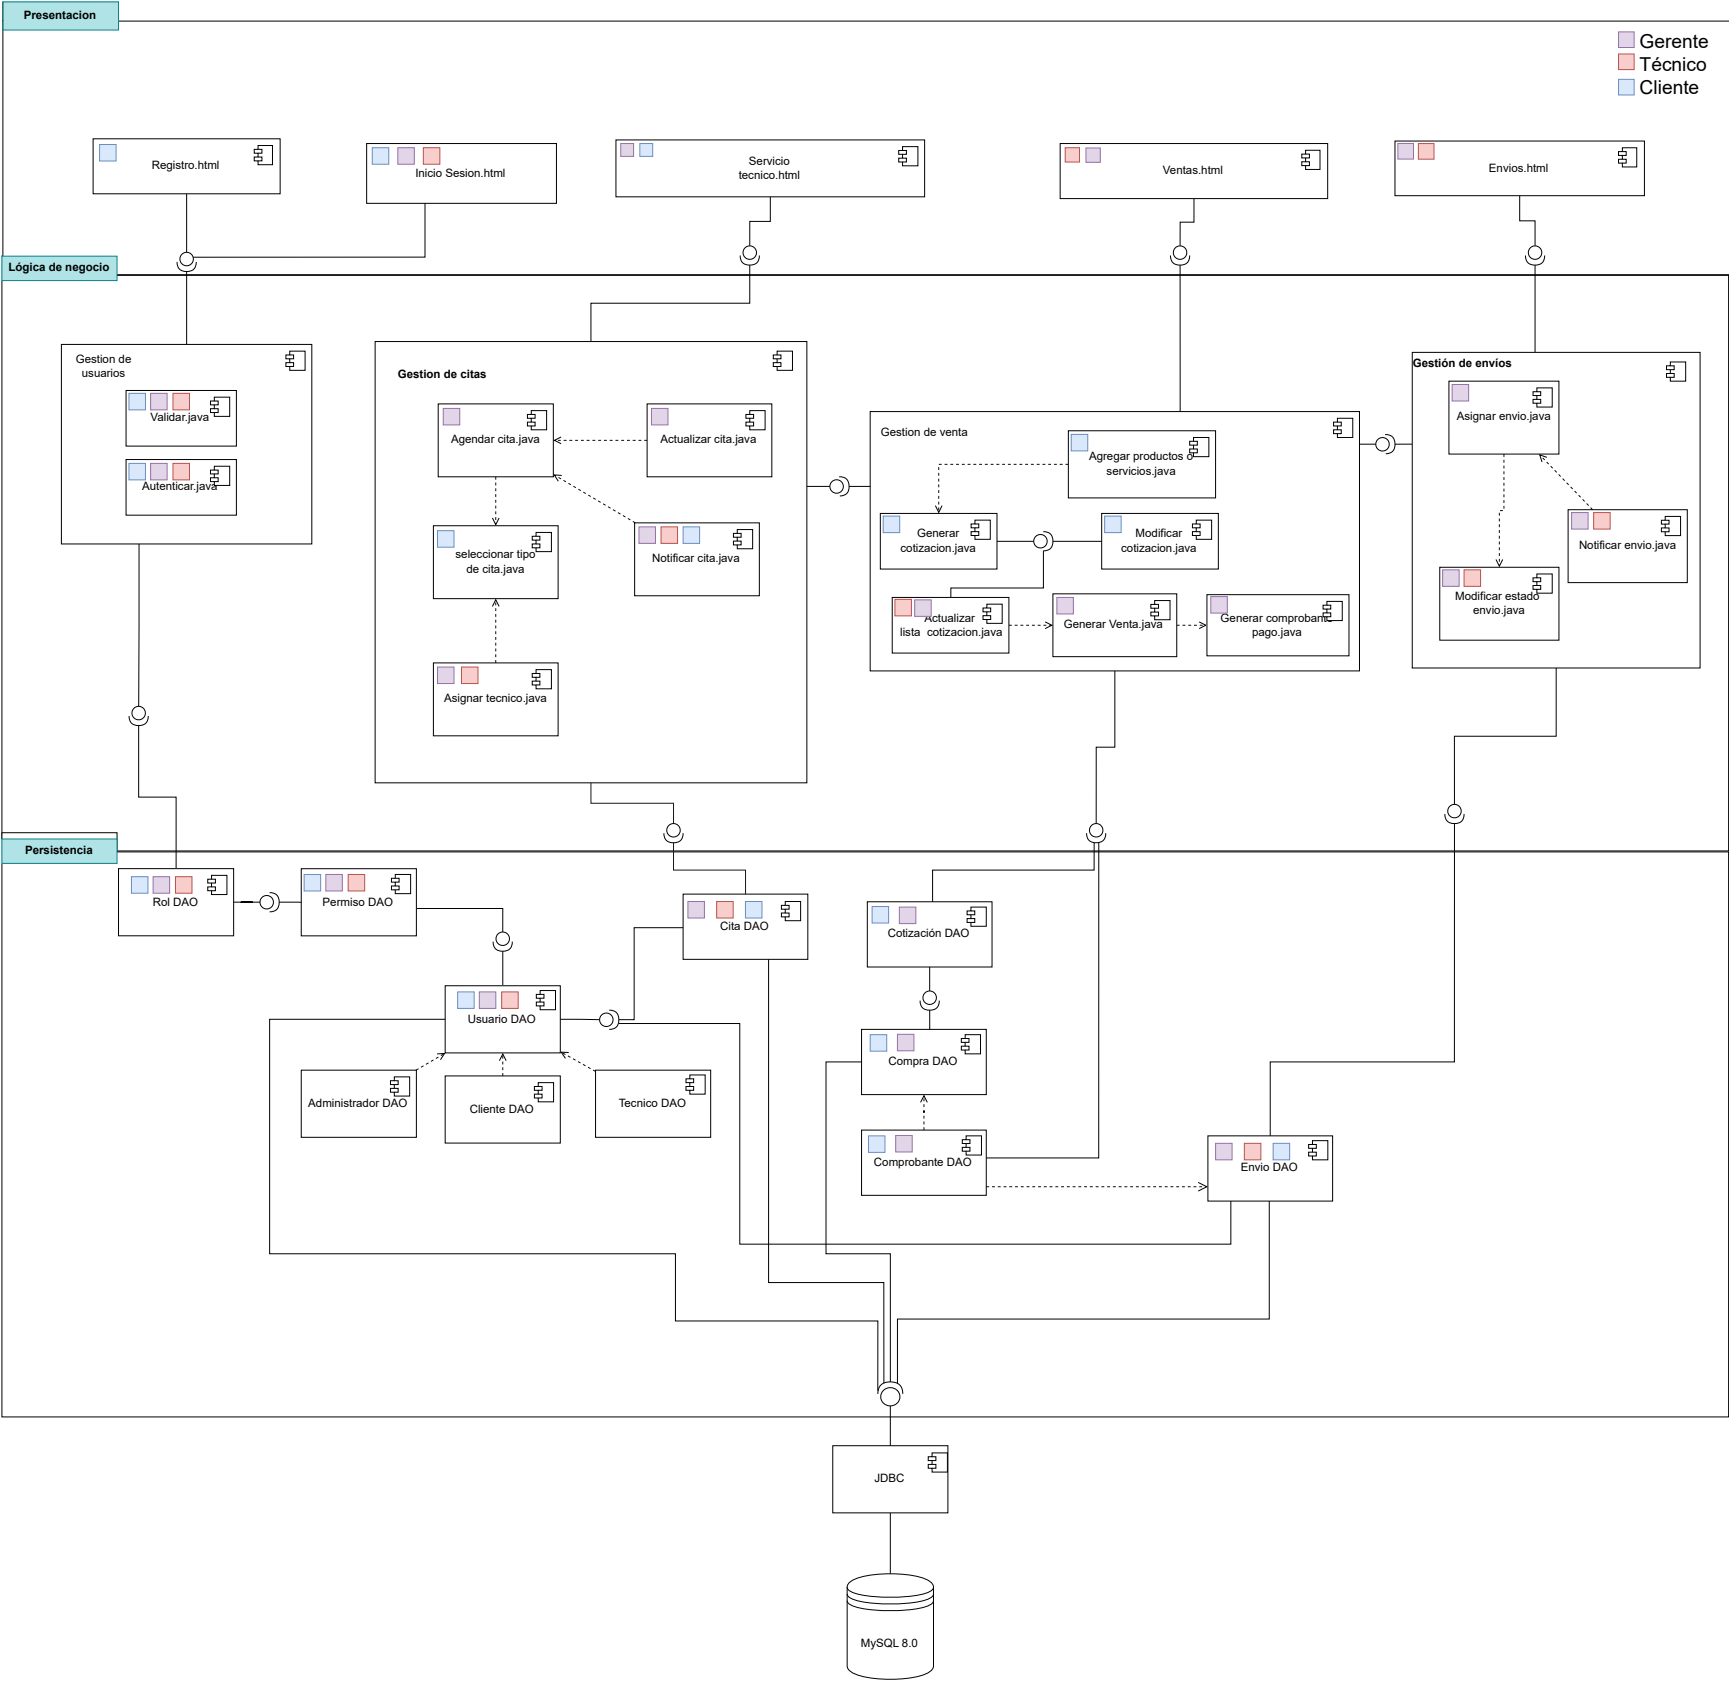 Presentacion
Gerente
Técnico
Cliente
Registro.html
Inicio Sesion.html
Servicio
tecnico.html
Ventas.html
Envios.html
Lógica de negocio
Gestion de
usuarios
Validar.java
Autenticar.java
Gestion de citas
Agendar cita.java
Actualizar cita.java
seleccionar tipo
de cita.java
Notificar cita.java
Asignar tecnico.java
Gestion de venta
Agregar productos o
servicios.java
Generar
cotizacion.java
Modificar
cotizacion.java
Actualizar
lista cotizacion.java
Generar Venta.java
Generar comprobante
pago.java
Gestión de envíos
Asignar envio.java
Notificar envio.java
Modificar estado
envio.java
Persistencia
Rol DAO
Permiso DAO
Cita DAO
Cotización DAO
Usuario DAO
Compra DAO
Administrador DAO
Cliente DAO
Tecnico DAO
Comprobante DAO
Envio DAO
JDBC
MySQL 8.0